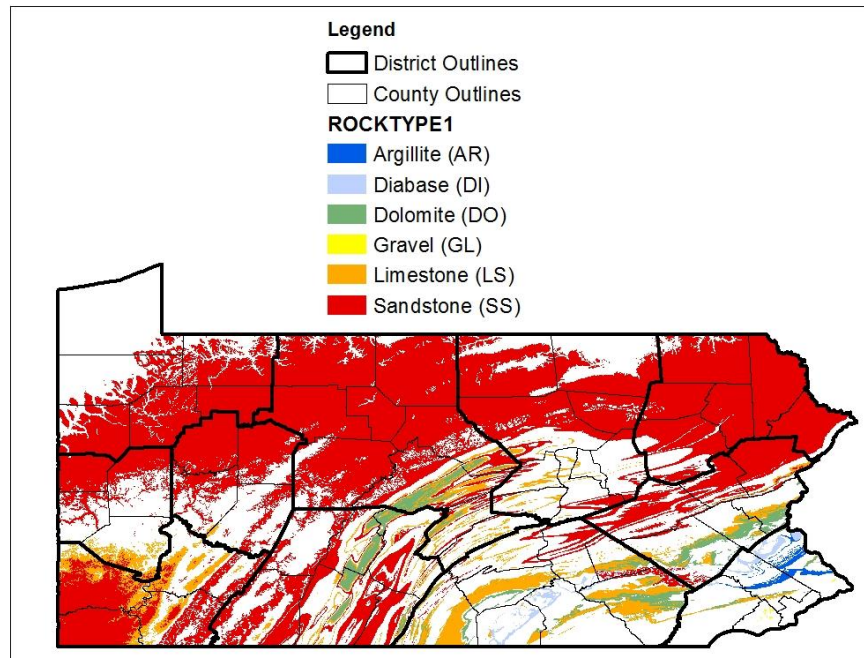 Legend
District Outlines
County Outlines
ROCKTYPE1
Argillite (AR)
Diabase (DI)
Dolomite (DO)
Gravel (GL)
Limestone (LS)
Sandstone (SS)